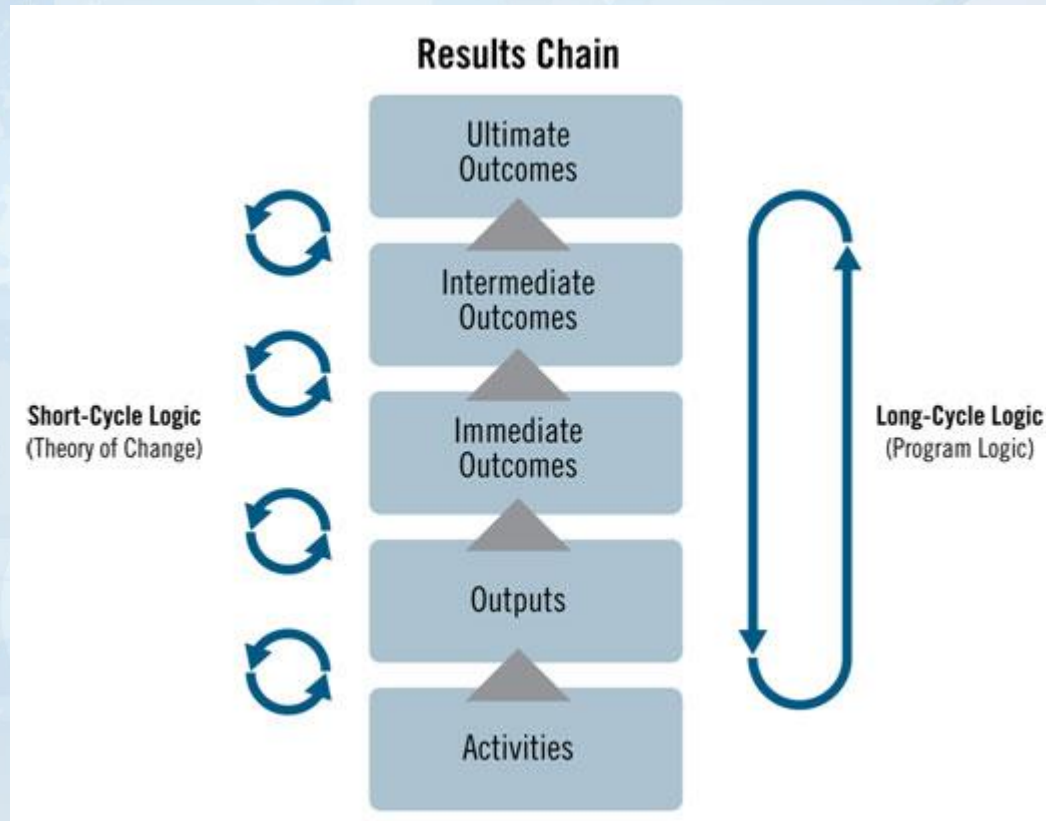 Results Chain
Ultimate
Outcomes
Intermediate
Outcomes
Immediate
Outcomes
Outputs
Activities
Short-Cycle Logic
(Theory of Change)
Long-Cycle Logic
(Program Logic)